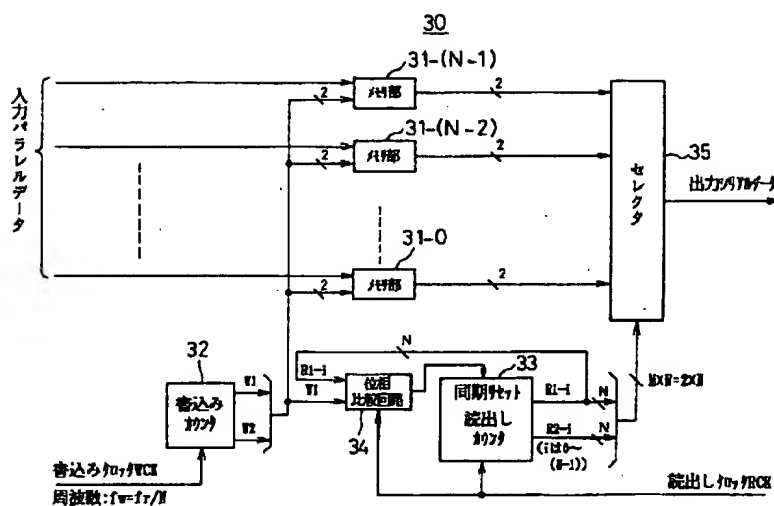 30
31-(N-1)
メモリ部
2
2
31-(N-2)
メモリ部
2
2
入力パラレルデータ
35
セレクタ
出力シリアルデータ
31-0
メモリ部
2
2
32
書込みカウンタ
W1
W2
N
R1-i
W1
位相比較回路
34
33
同期リセット
読出し
カウンタ
R1-i
N
R2-i
N
(iは0~
(N-1))
M×N=2×N
書込みクロックWCK
周波数:fw=fr/N
読出しクロックRCK